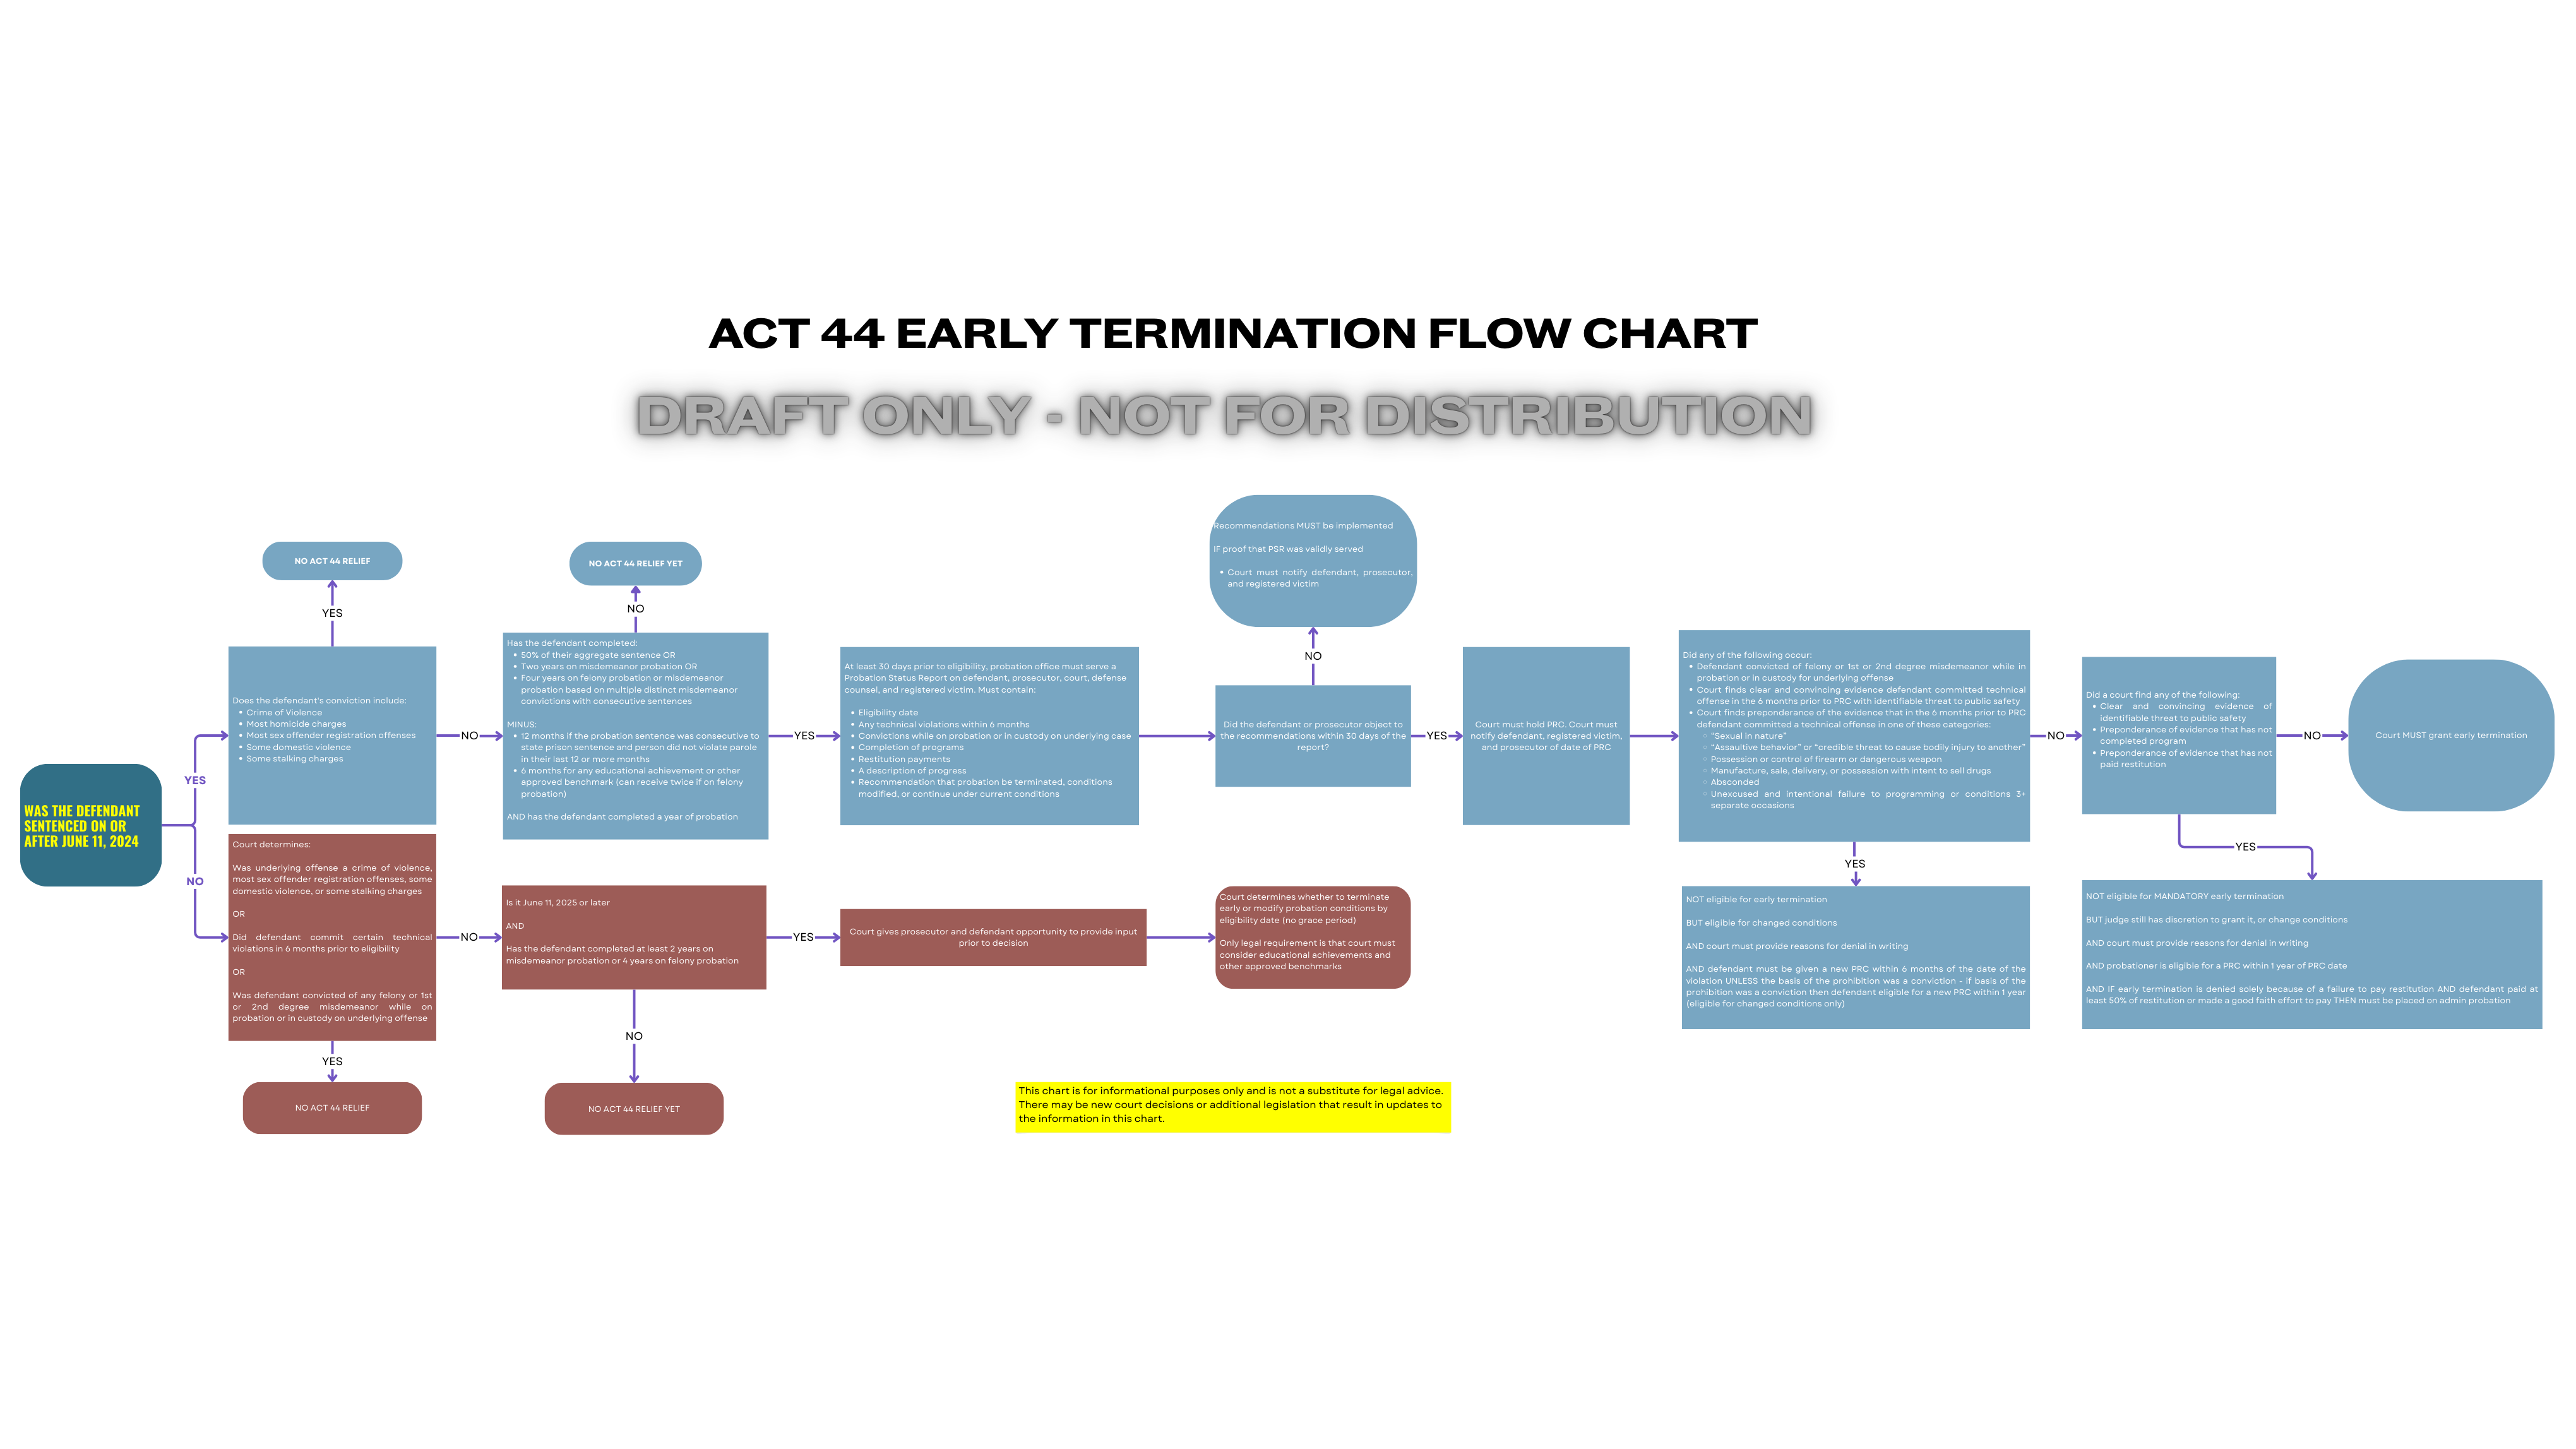 ACT 44 EARLY TERMINATION FLOW CHART
DRAFT ONLY - NOT FOR DISTRIBUTION
WAS THE DEFENDANT
SENTENCED ON OR
AFTER JUNE 11, 2024
YES
NO
NO ACT 44 RELIEF
YES
Does the defendant's conviction include:
• Crime of Violence
• Most homicide charges
• Most sex offender registration offenses
• Some domestic violence
• Some stalking charges
NO
NO ACT 44 RELIEF YET
NO
Has the defendant completed:
• 50% of their aggregate sentence OR
• Two years on misdemeanor probation OR
• Four years on felony probation or misdemeanor
probation based on multiple distinct misdemeanor
convictions with consecutive sentences
MINUS:
• 12 months if the probation sentence was consecutive to
state prison sentence and person did not violate parole
in their last 12 or more months
• 6 months for any educational achievement or other
approved benchmark (can receive twice if on felony
probation)
AND has the defendant completed a year of probation
YES
At least 30 days prior to eligibility, probation office must serve a
Probation Status Report on defendant, prosecutor, court, defense
counsel, and registered victim. Must contain:
• Eligibility date
• Any technical violations within 6 months
• Convictions while on probation or in custody on underlying case
• Completion of programs
• Restitution payments
• A description of progress
• Recommendation that probation be terminated, conditions
modified, or continue under current conditions
Recommendations MUST be implemented
IF proof that PSR was validly served
• Court must notify defendant, prosecutor,
and registered victim
NO
Did the defendant or prosecutor object to
the recommendations within 30 days of the
report?
YES
Court must hold PRC. Court must
notify defendant, registered victim,
and prosecutor of date of PRC
Did any of the following occur:
• Defendant convicted of felony or 1st or 2nd degree misdemeanor while in
probation or in custody for underlying offense
• Court finds clear and convincing evidence defendant committed technical
offense in the 6 months prior to PRC with identifiable threat to public safety
• Court finds preponderance of the evidence that in the 6 months prior to PRC
defendant committed a technical offense in one of these categories:
◦ "Sexual in nature"
◦ "Assaultive behavior" or "credible threat to cause bodily injury to another"
◦ Possession or control of firearm or dangerous weapon
◦ Manufacture, sale, delivery, or possession with intent to sell drugs
◦ Absconded
◦ Unexcused and intentional failure to programming or conditions 3+
separate occasions
NO
Did a court find any of the following:
• Clear and convincing evidence of
identifiable threat to public safety
• Preponderance of evidence that has not
completed program
• Preponderance of evidence that has not
paid restitution
NO
Court MUST grant early termination
YES
NOT eligible for early termination
BUT eligible for changed conditions
AND court must provide reasons for denial in writing
AND defendant must be given a new PRC within 6 months of the date of the
violation UNLESS the basis of the prohibition was a conviction - if basis of the
prohibition was a conviction then defendant eligible for a new PRC within 1 year
(eligible for changed conditions only)
YES
NOT eligible for MANDATORY early termination
BUT judge still has discretion to grant it, or change conditions
AND court must provide reasons for denial in writing
AND probationer is eligible for a PRC within 1 year of PRC date
AND IF early termination is denied solely because of a failure to pay restitution AND defendant paid at
least 50% of restitution or made a good faith effort to pay THEN must be placed on admin probation
Court determines:
Was underlying offense a crime of violence,
most sex offender registration offenses, some
domestic violence, or some stalking charges
OR
Did defendant commit certain technical
violations in 6 months prior to eligibility
OR
Was defendant convicted of any felony or 1st
or 2nd degree misdemeanor while on
probation or in custody on underlying offense
YES
NO ACT 44 RELIEF
NO
Is it June 11, 2025 or later
AND
Has the defendant completed at least 2 years on
misdemeanor probation or 4 years on felony probation
NO
NO ACT 44 RELIEF YET
YES
Court gives prosecutor and defendant opportunity to provide input
prior to decision
Court determines whether to terminate
early or modify probation conditions by
eligibility date (no grace period)
Only legal requirement is that court must
consider educational achievements and
other approved benchmarks
This chart is for informational purposes only and is not a substitute for legal advice.
There may be new court decisions or additional legislation that result in updates to
the information in this chart.